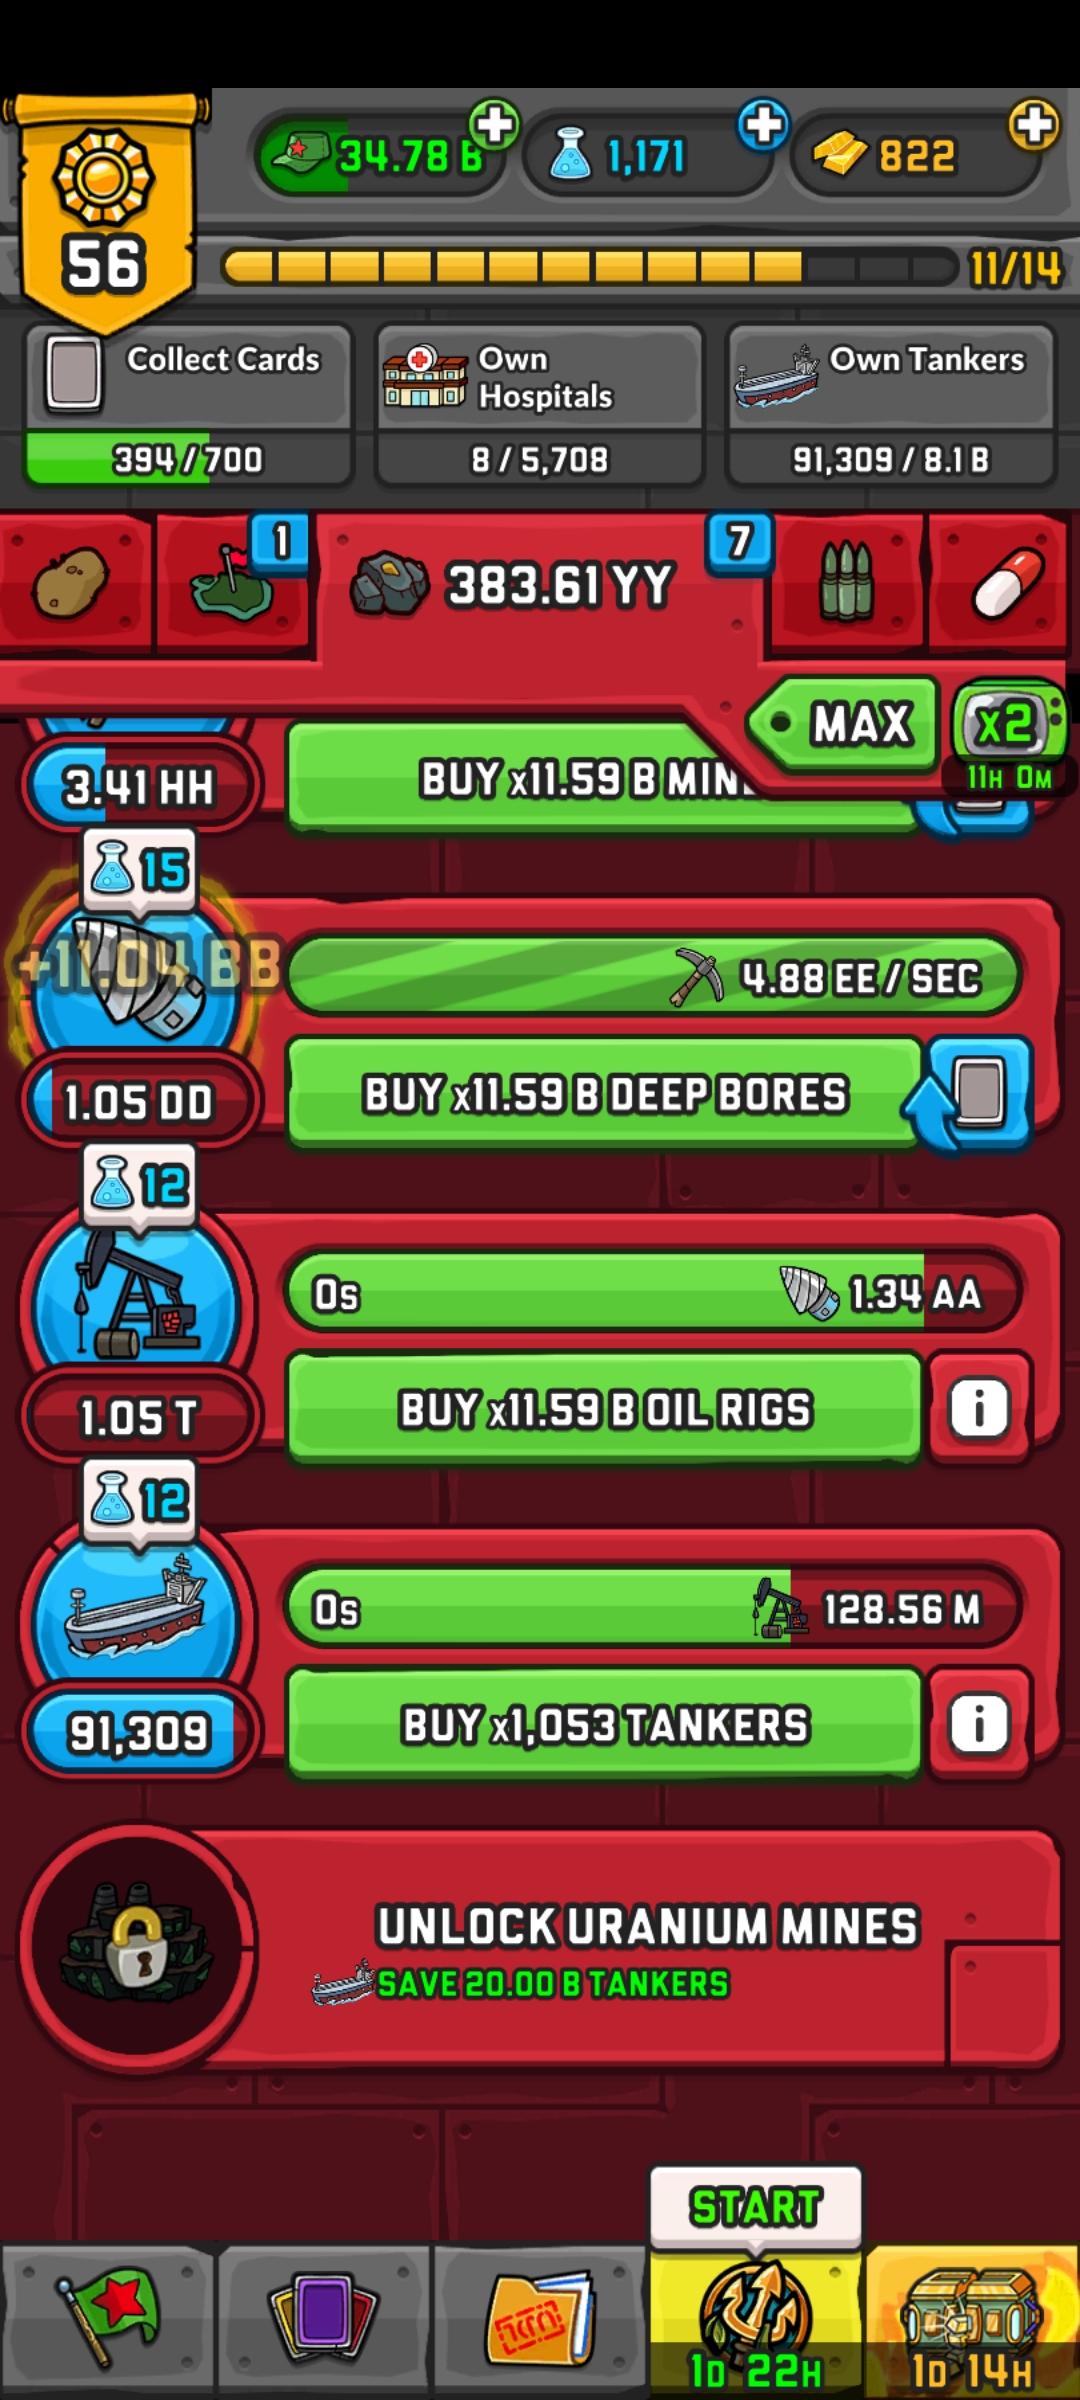 56
34.78 B
1,171
822
11/14
Collect Cards
394 / 700
Own
Hospitals
8 / 5,708
Own Tankers
91,309 / 8.1 B
1
383.61 YY
7
MAX
x2
11H 0M
3.41 HH
BUY x11.59 B MIN
15
+11.04 BB
4.88 EE / SEC
1.05 DD
BUY x11.59 B DEEP BORES
12
0s
1.34 AA
1.05 T
BUY x11.59 B OIL RIGS
i
12
0s
128.56 M
91,309
BUY x1,053 TANKERS
i
UNLOCK URANIUM MINES
SAVE 20.00 B TANKERS
START
1D 22H
1D 14H